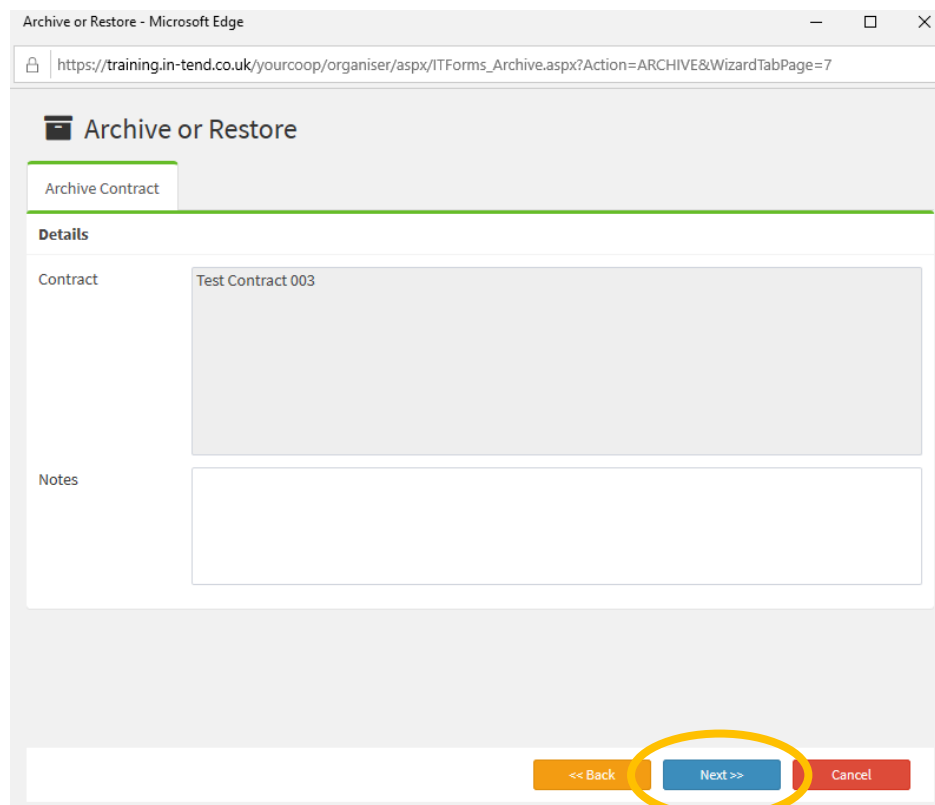 Archive or Restore - Microsoft Edge
https://training.in-tend.co.uk/yourcoop/organiser/aspx/ITForms_Archive.aspx?Action=ARCHIVE&WizardTabPage=7
Archive or Restore
Archive Contract
Details
Contract
Test Contract 003
Notes
<< Back
Next >>
Cancel